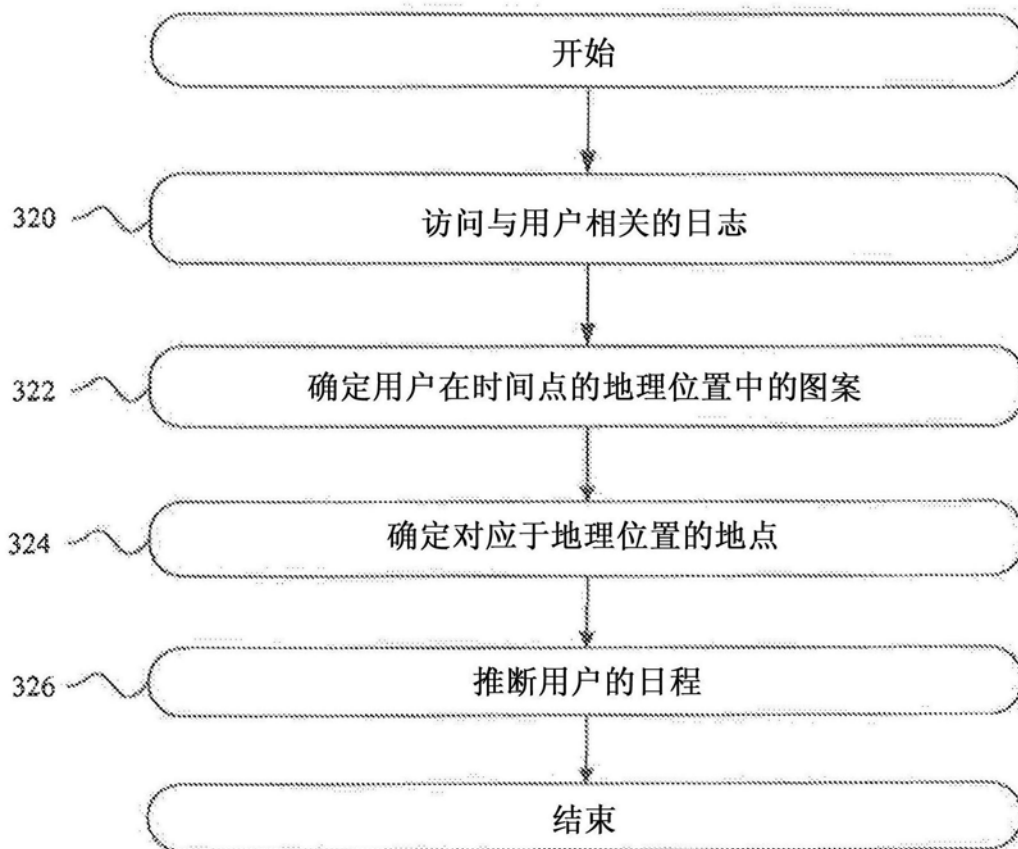 开始
320
访问与用户相关的日志
322
确定用户在时间点的地理位置中的图案
324
确定对应于地理位置的地点
326
推断用户的日程
结束